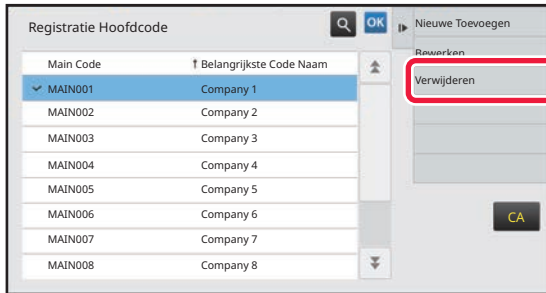 Registratie Hoofdcode OK Nieuwe Toevoegen
Bewerken
Main Code Belangrijkste Code Naam
Verwijderen
MAIN001 Company 1
MAIN002 Company 2
MAIN003 Company 3
MAIN004 Company 4
MAIN005 Company 5
MAIN006 Company 6
CA
MAIN007 Company 7
MAIN008 Company 8